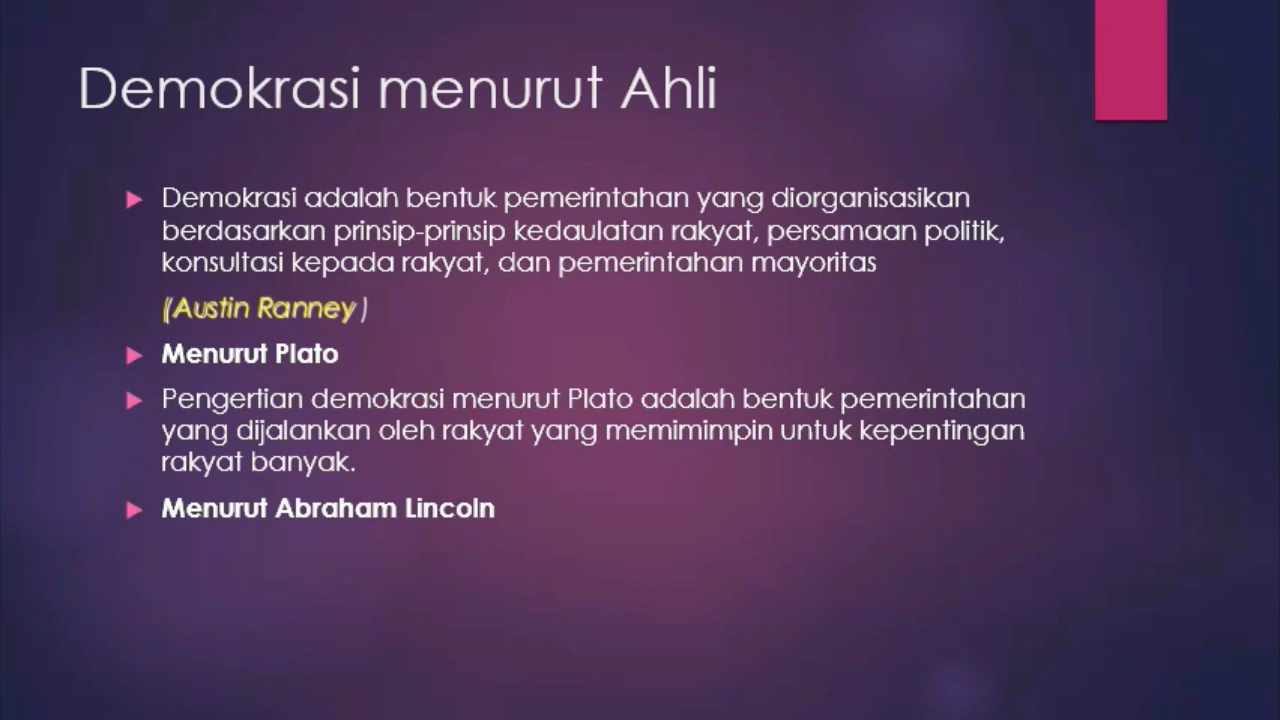 Demokrasi menurut Ahli
Demokrasi adalah bentuk pemerintahan yang diorganisasikan
berdasarkan prinsip-prinsip kedaulatan rakyat, persamaan politik,
konsultasi kepada rakyat, dan pemerintahan mayoritas
(Austin Ranney )
Menurut Plato
Pengertian demokrasi menurut Plato adalah bentuk pemerintahan
yang dijalankan oleh rakyat yang memimimpin untuk kepentingan
rakyat banyak.
Menurut Abraham Lincoln